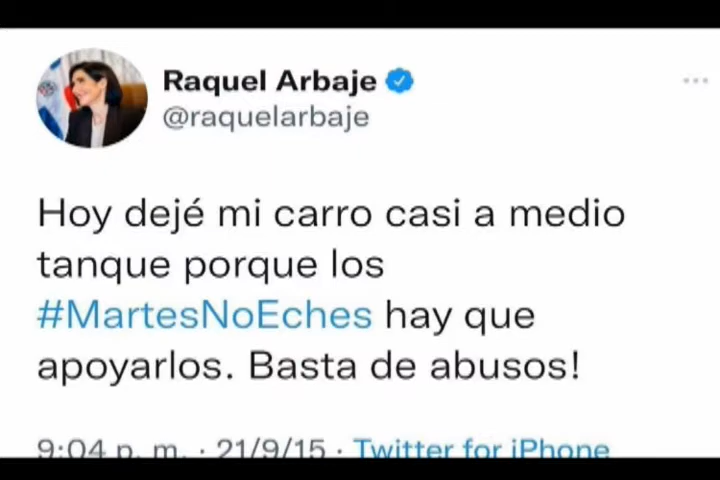 Raquel Arbaje
@raquelarbaje
Hoy dejé mi carro casi a medio
tanque porque los
#MartesNoEches hay que
apoyarlos. Basta de abusos!
9:04 p. m. · 21/9/15 · Twitter for iPhone